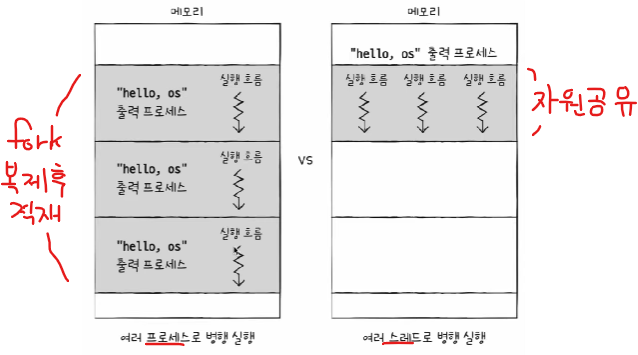 메모리
"hello, os"
출력 프로세스
실행 흐름
"hello, os"
출력 프로세스
실행 흐름
"hello, os"
출력 프로세스
실행 흐름
여러 프로세스로 병행 실행
fork
복제후
적재
vs
메모리
"hello, os" 출력 프로세스
실행 흐름 실행 흐름 실행 흐름
여러 스레드로 병행 실행
자원공유